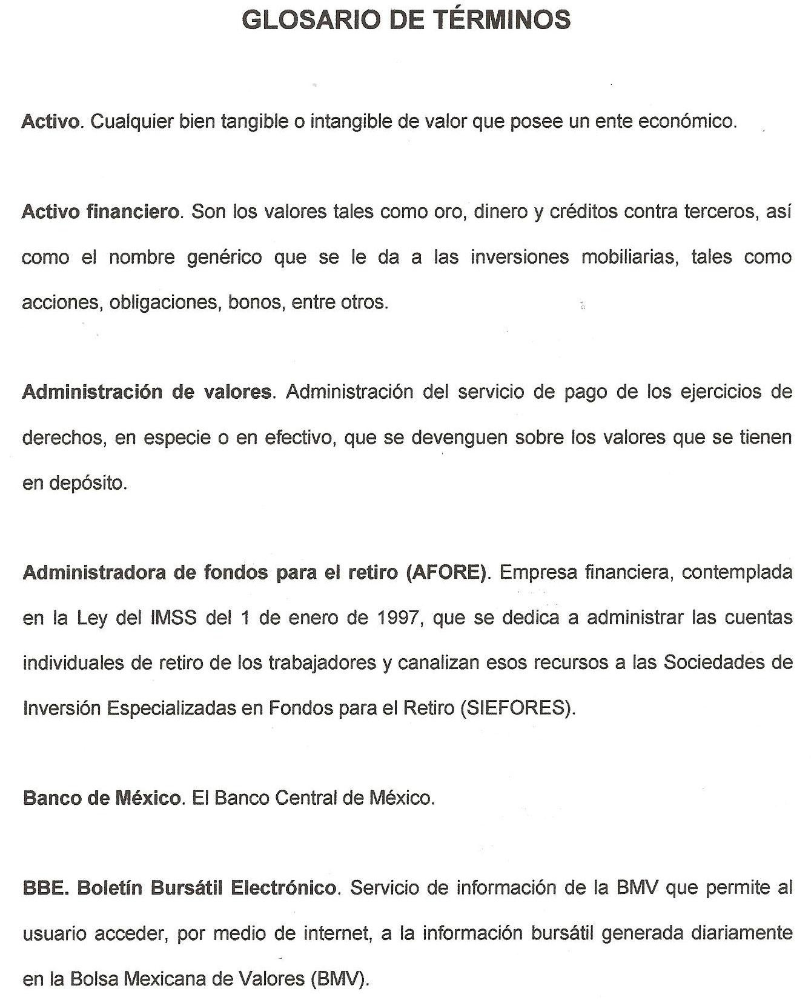 GLOSARIO DE TÉRMINOS
Activo. Cualquier bien tangible o intangible de valor que posee un ente económico.
Activo financiero. Son los valores tales como oro, dinero y créditos contra terceros, así
como el nombre genérico que se le da a las inversiones mobiliarias, tales como
acciones, obligaciones, bonos, entre otros.
Administración de valores. Administración del servicio de pago de los ejercicios de
derechos, en especie o en efectivo, que se devenguen sobre los valores que se tienen
en depósito.
Administradora de fondos para el retiro (AFORE). Empresa financiera, contemplada
en la Ley del IMSS del 1 de enero de 1997, que se dedica a administrar las cuentas
individuales de retiro de los trabajadores y canalizan esos recursos a las Sociedades de
Inversión Especializadas en Fondos para el Retiro (SIEFORES).
Banco de México. El Banco Central de México.
BBE. Boletín Bursátil Electrónico. Servicio de información de la BMV que permite al
usuario acceder, por medio de internet, a la información bursátil generada diariamente
en la Bolsa Mexicana de Valores (BMV).